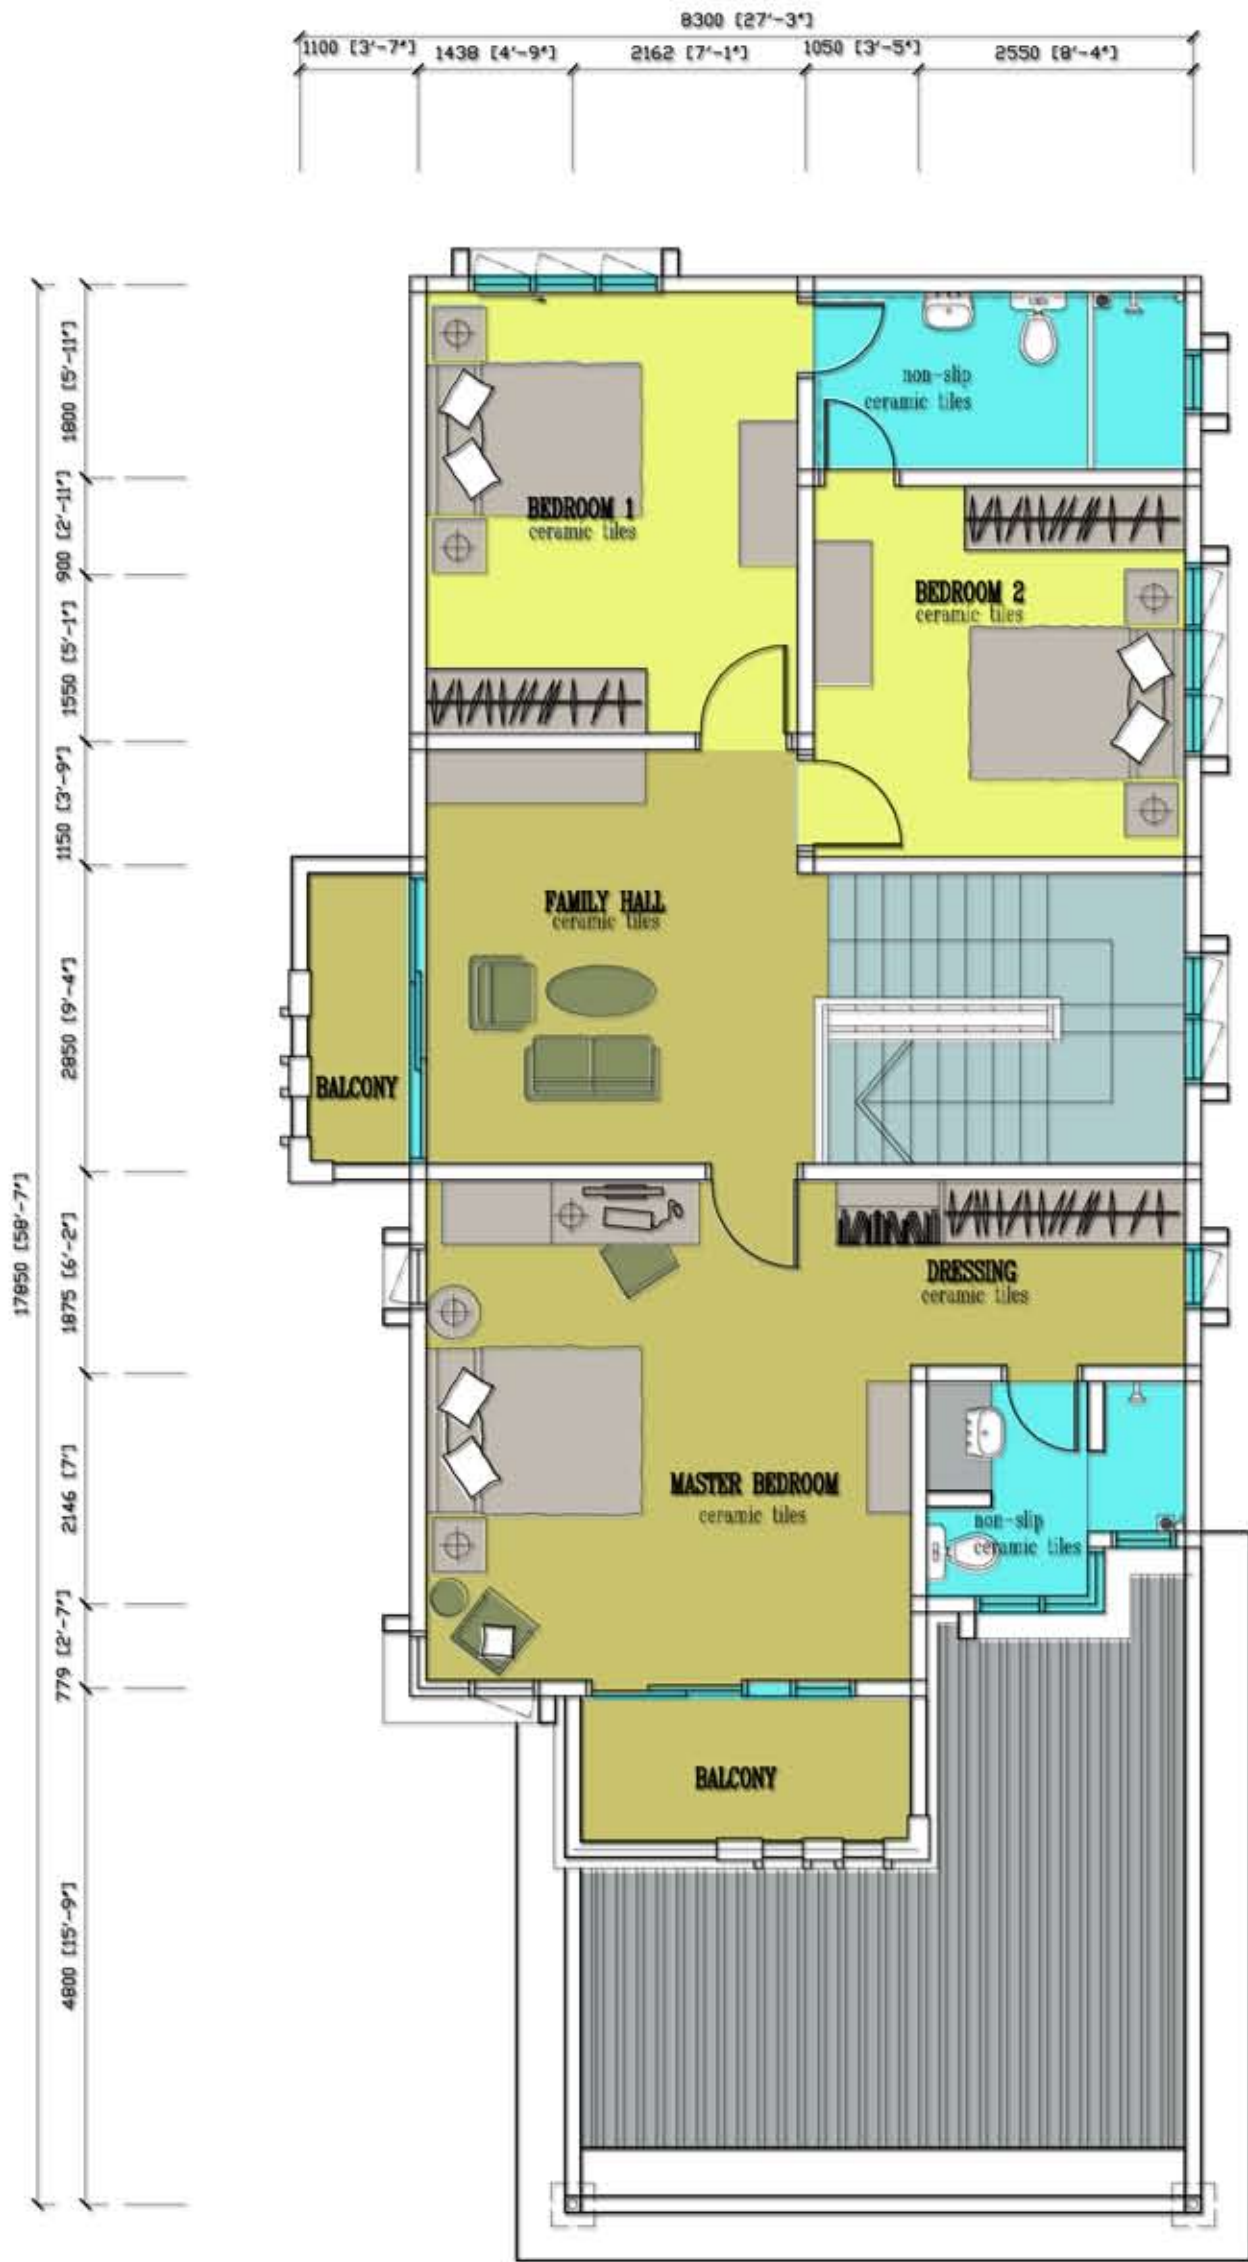 8300 [27'-3"]
1100 [3'-7"]
1438 [4'-9"]
2162 [7'-1"]
1050 [3'-5"]
2550 [8'-4"]
17850 [58'-7"]
1800 [5'-11"]
900 [2'-11"]
1550 [5'-1"]
1150 [3'-9"]
2850 [9'-4"]
1875 [6'-2"]
2146 [7']
779 [2'-7"]
4800 [15'-9"]
non-slip
ceramic tiles
BEDROOM 1
ceramic tiles
BEDROOM 2
ceramic tiles
FAMILY HALL
ceramic tiles
BALCONY
DRESSING
ceramic tiles
MASTER BEDROOM
ceramic tiles
non-slip
ceramic tiles
BALCONY